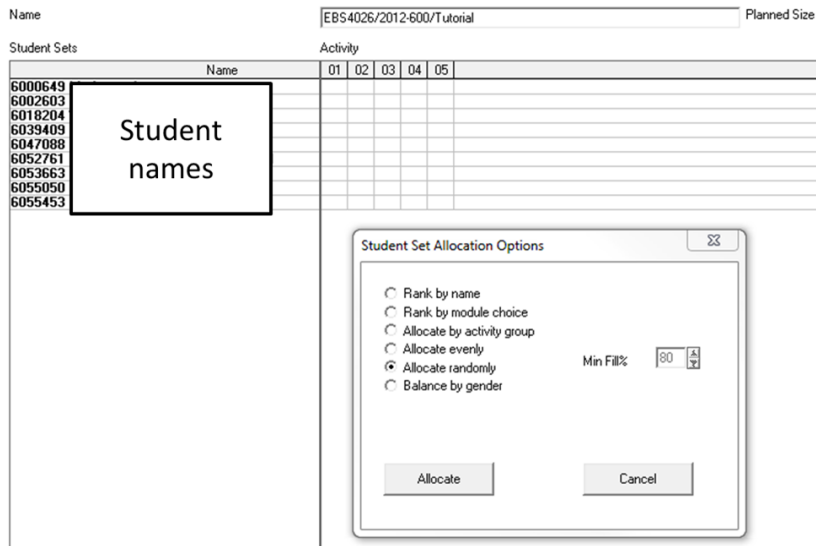 Name EBS4026/2012-600/Tutorial Planned Size
Student Sets Activity
Name 01 02 03 04 05
6000649
6002603
6018204
6039409
6047088
6052761
6053663
6055050
6055453
Student
names
Student Set Allocation Options
Rank by name
Rank by module choice
Allocate by activity group
Allocate evenly
Allocate randomly
Balance by gender
Min Fill% 80
Allocate Cancel